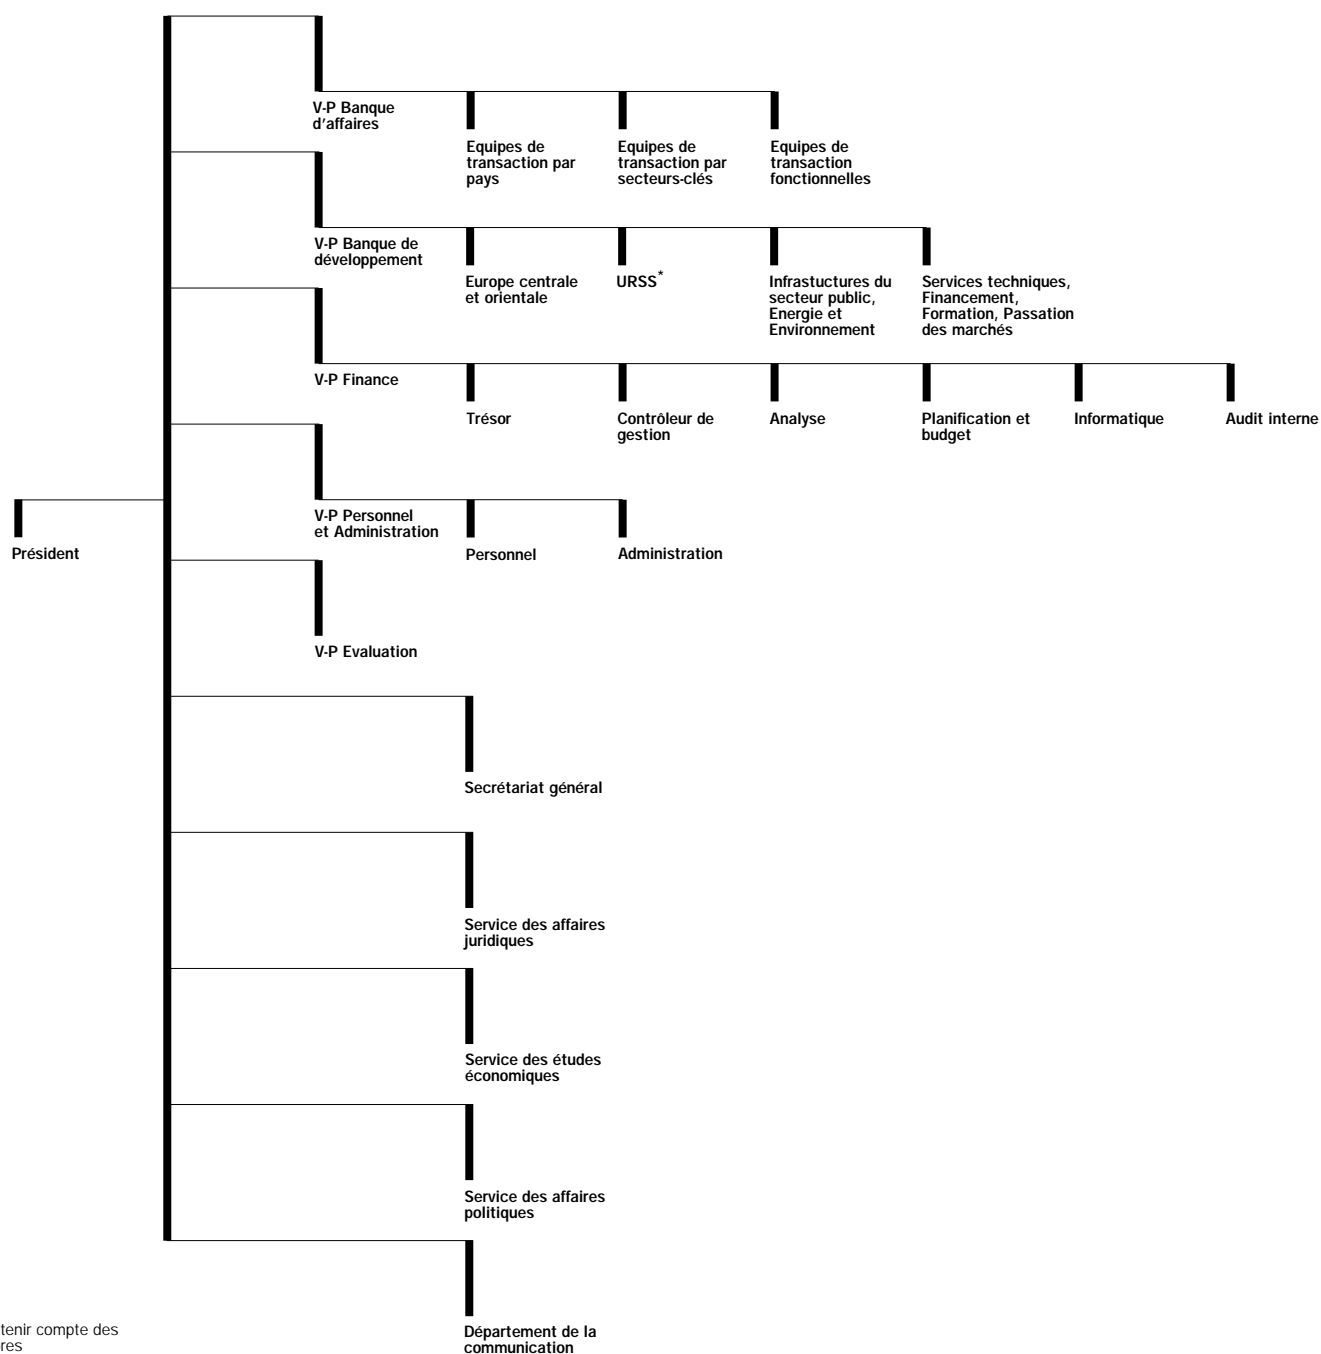 V-P Banque
d'affaires
Equipes de
transaction par
pays
Equipes de
transaction par
secteurs-clés
Equipes de
transaction
fonctionnelles
V-P Banque de
développement
Europe centrale
et orientale
URSS*
Infrastuctures du
secteur public,
Energie et
Environnement
Services techniques,
Financement,
Formation, Passation
des marchés
V-P Finance
Trésor
Contrôleur de
gestion
Analyse
Planification et
budget
Informatique
Audit interne
Président
V-P Personnel
et Administration
Personnel
Administration
V-P Evaluation
Secrétariat général
Service des affaires
juridiques
Service des études
économiques
Service des affaires
politiques
Département de la
communication
tenir compte des
res